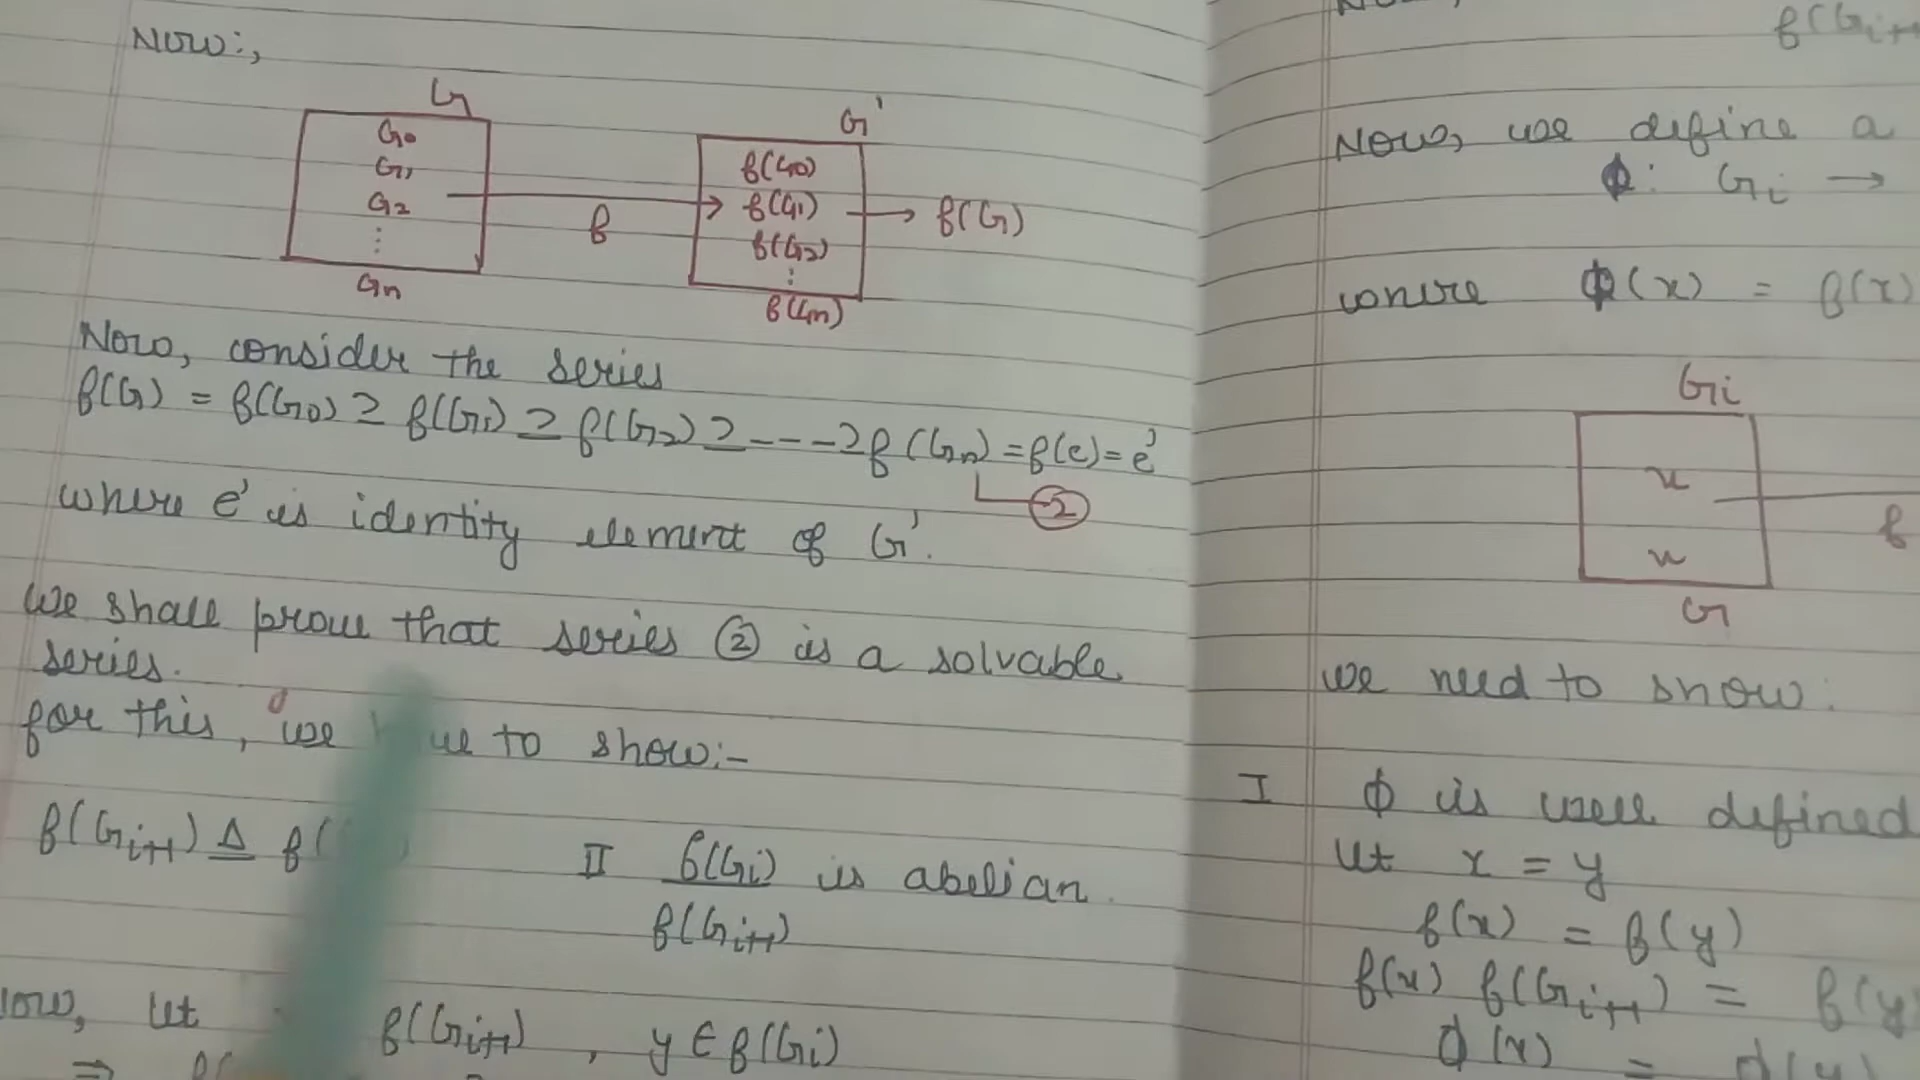 Now:,
G
G'
G0
G1
G2
⋮
Gn
f
f(G0)
f(G1)
f(G2)
⋮
f(Gn)
f(G)
Now, consider the series
f(G) = f(G0) ⊇ f(G1) ⊇ f(G2) ⊇ ---⊇ f(Gn) = f(e) = e'
②
where e' is identity element of G'.
We shall prove that series ② is a solvable
series.
for this, we have to show:-
f(Gi+1) ⊴ f(
II f(Gi) / f(Gi+1) is abelian.
let f(Gi+1) , y ∈ f(Gi)
⇒
f(Gi+1
Now, we define a
ϕ: Gi →
where ϕ(x) = f(x)
Gi
x
f
x
G
we need to show:
I ϕ is well defined
let x = y
f(x) = f(y)
f(x) f(Gi+1) = f(y
ϕ(x) = ϕ(y)